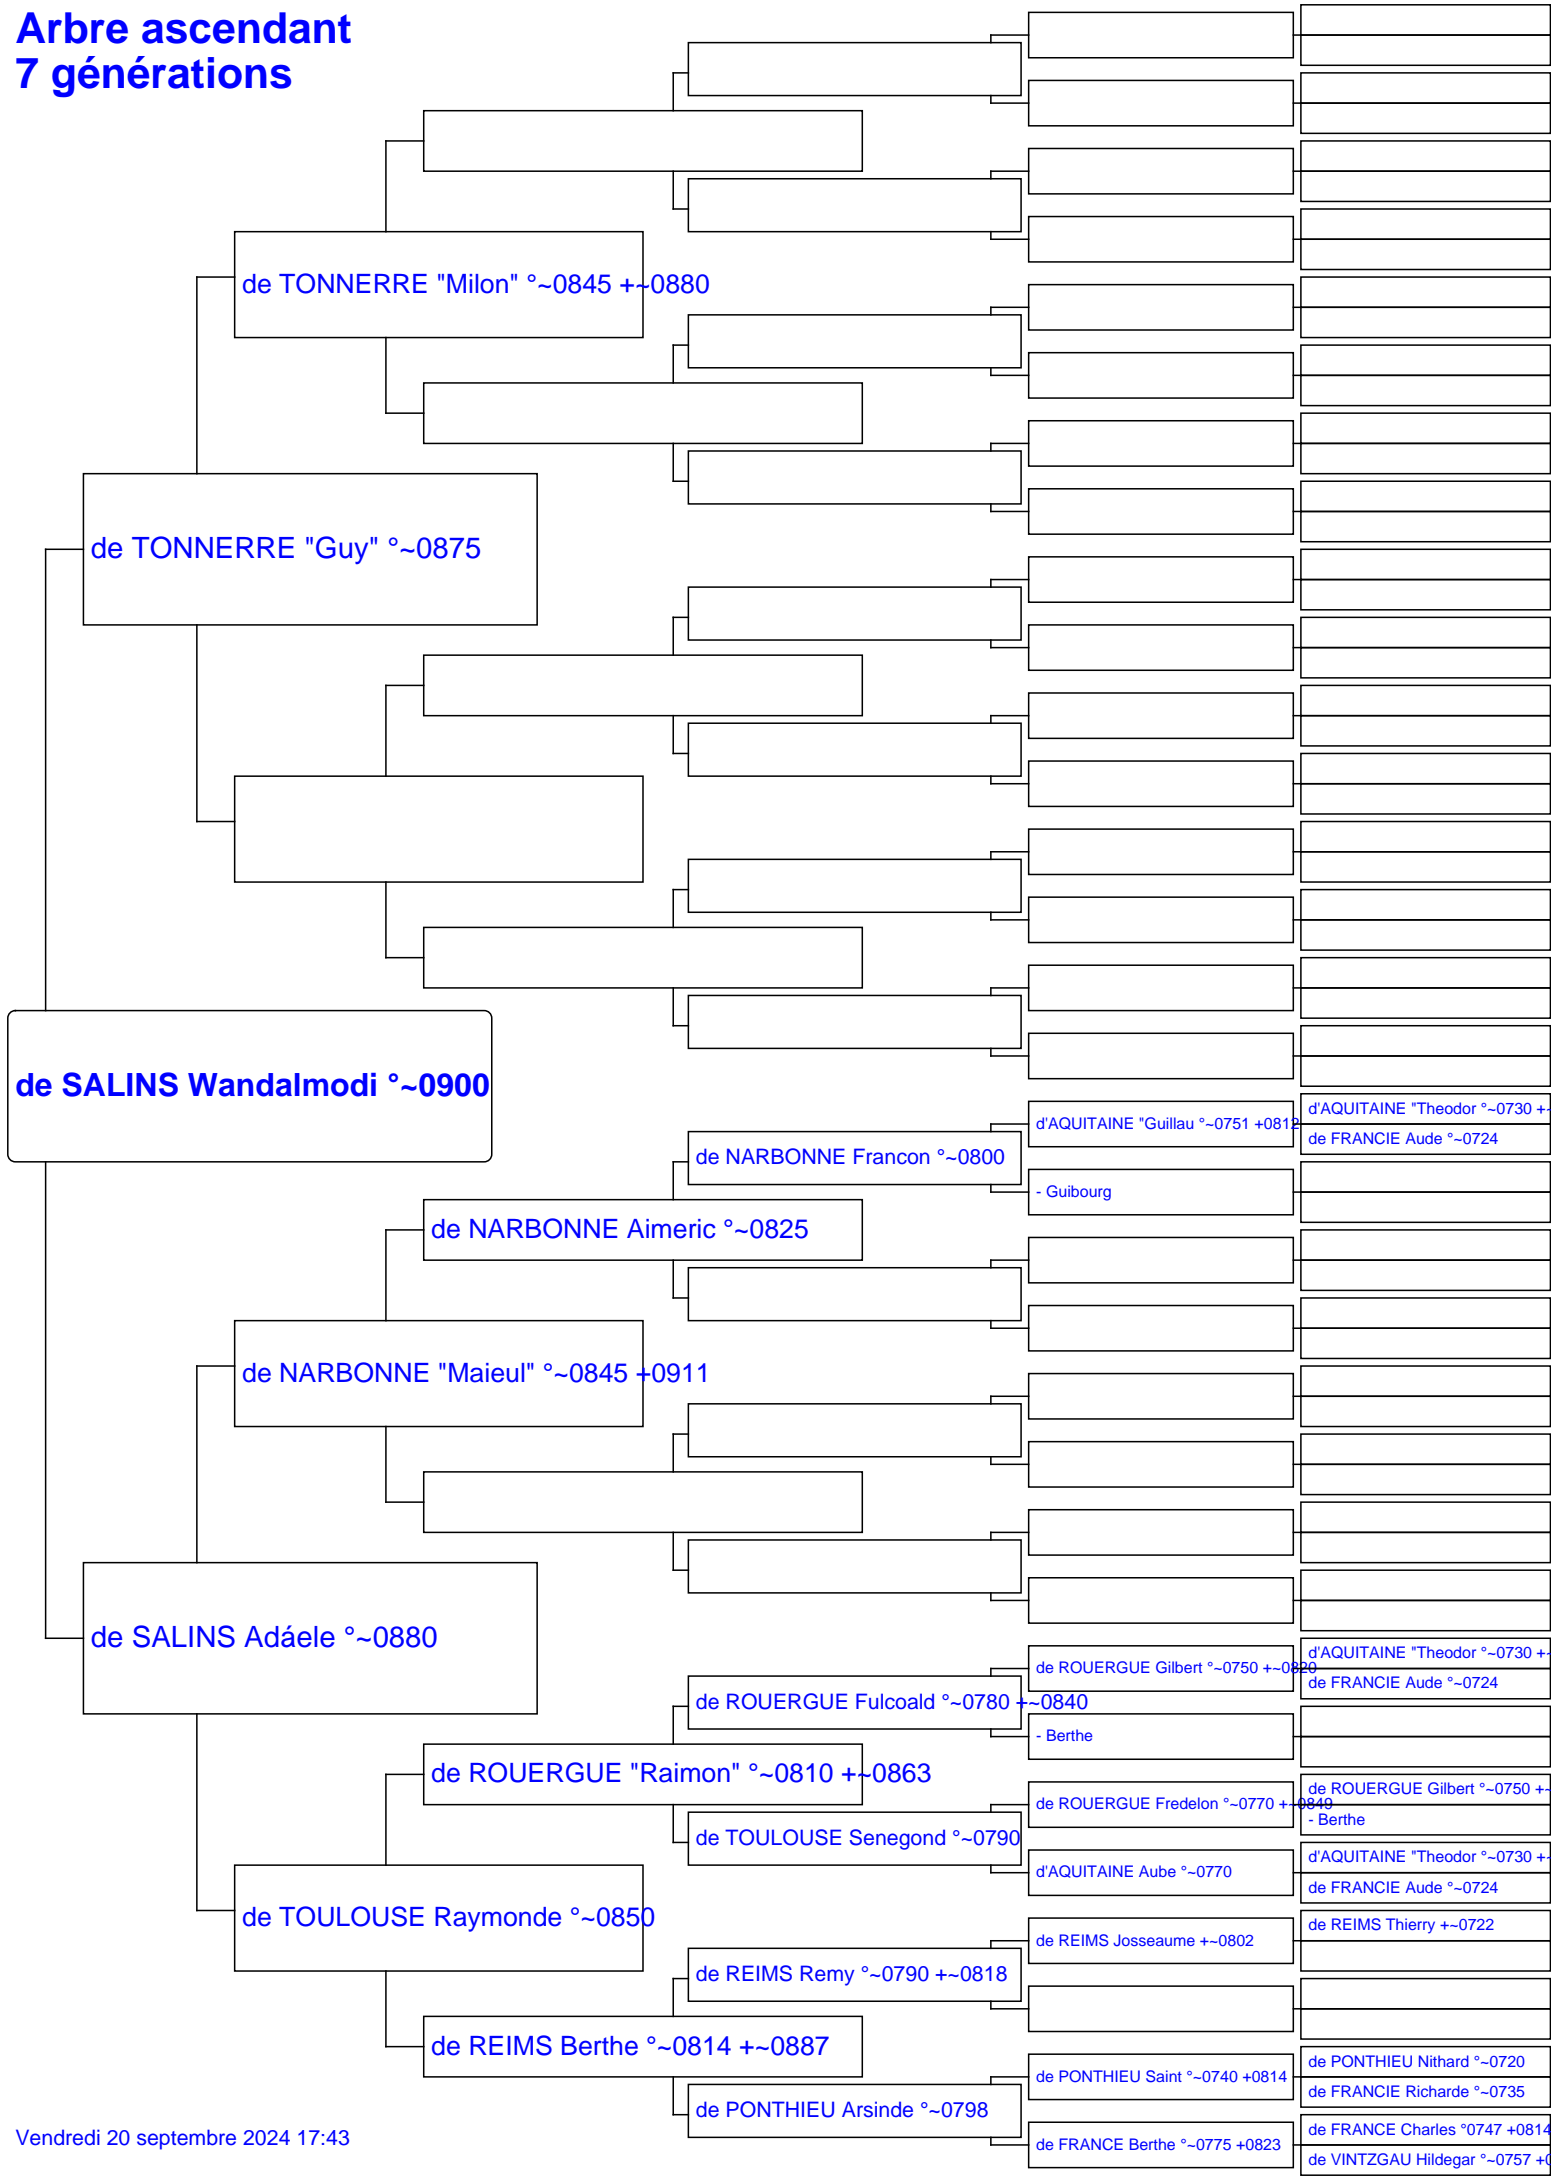 Arbre ascendant
7 générations
de TONNERRE "Milon" °~0845 +~0880
de TONNERRE "Guy" °~0875
de SALINS Wandalmodi °~0900
d'AQUITAINE "Guillau °~0751 +0812
d'AQUITAINE "Theodor °~0730 +~
de FRANCIE Aude °~0724
de NARBONNE Francon °~0800
- Guibourg
de NARBONNE Aimeric °~0825
de NARBONNE "Maieul" °~0845 +0911
de SALINS Adáele °~0880
de ROUERGUE Gilbert °~0750 +~0820
d'AQUITAINE "Theodor °~0730 +~
de FRANCIE Aude °~0724
de ROUERGUE Fulcoald °~0780 +~0840
- Berthe
de ROUERGUE "Raimon" °~0810 +~0863
de ROUERGUE Fredelon °~0770 +~0849
de ROUERGUE Gilbert °~0750 +~
- Berthe
de TOULOUSE Senegond °~0790
d'AQUITAINE Aube °~0770
d'AQUITAINE "Theodor °~0730 +~
de FRANCIE Aude °~0724
de TOULOUSE Raymonde °~0850
de REIMS Josseaume +~0802
de REIMS Thierry +~0722
de REIMS Remy °~0790 +~0818
de REIMS Berthe °~0814 +~0887
de PONTHIEU Saint °~0740 +0814
de PONTHIEU Nithard °~0720
de FRANCIE Richarde °~0735
de PONTHIEU Arsinde °~0798
de FRANCE Berthe °~0775 +0823
de FRANCE Charles °0747 +0814
de VINTZGAU Hildegar °~0757 +0
Vendredi 20 septembre 2024 17:43